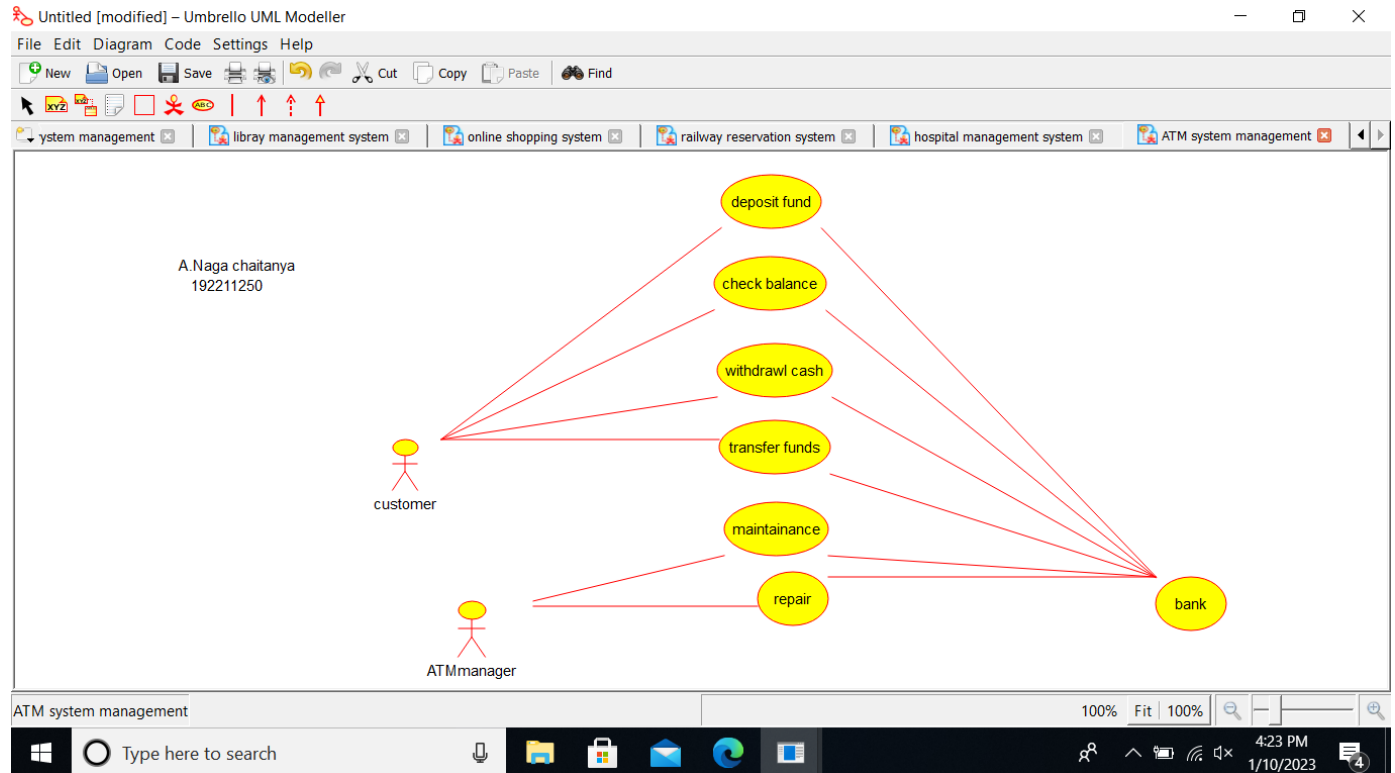 Untitled [modified] – Umbrello UML Modeller
File Edit Diagram Code Settings Help
New Open Save Cut Copy Paste Find
XYZ ABC
ystem management libray management system online shopping system railway reservation system hospital management system ATM system management
deposit fund
A.Naga chaitanya
192211250
check balance
withdrawl cash
transfer funds
customer
maintainance
repair
bank
ATMmanager
ATM system management 100% Fit 100%
Type here to search
4:23 PM
1/10/2023
4